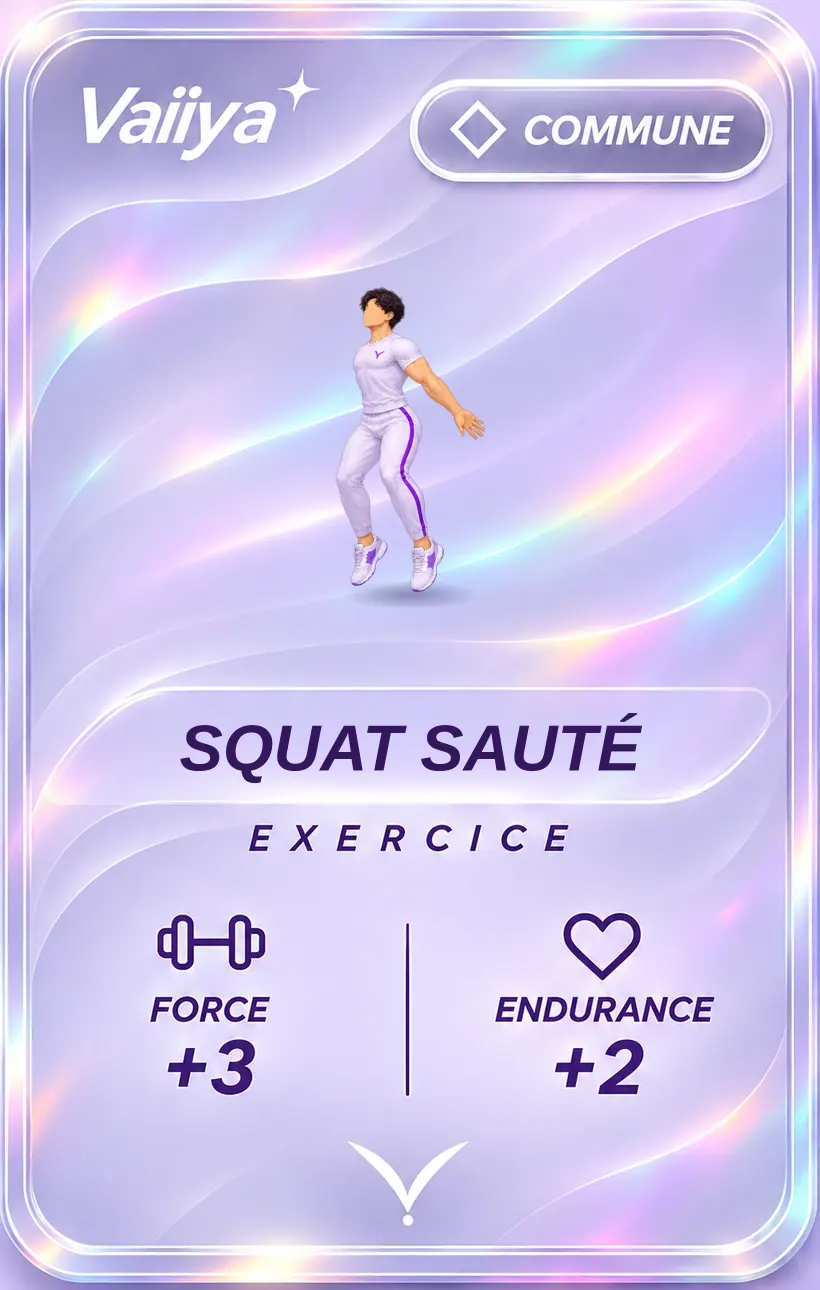 Vaiiya
COMMUNE
SQUAT SAUTÉ
EXERCICE
FORCE
+3
ENDURANCE
+2